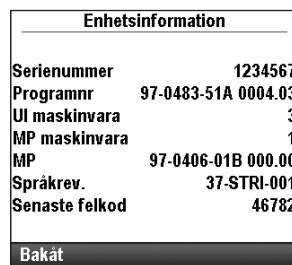 Enhetsinformation
Serienummer 1234567
Programnr 97-0483-51A 0004.03
UI maskinvara 3
MP maskinvara 1
MP 97-0406-01B 000.00
Språkrev. 37-STRI-001
Senaste felkod 46782
Bakåt